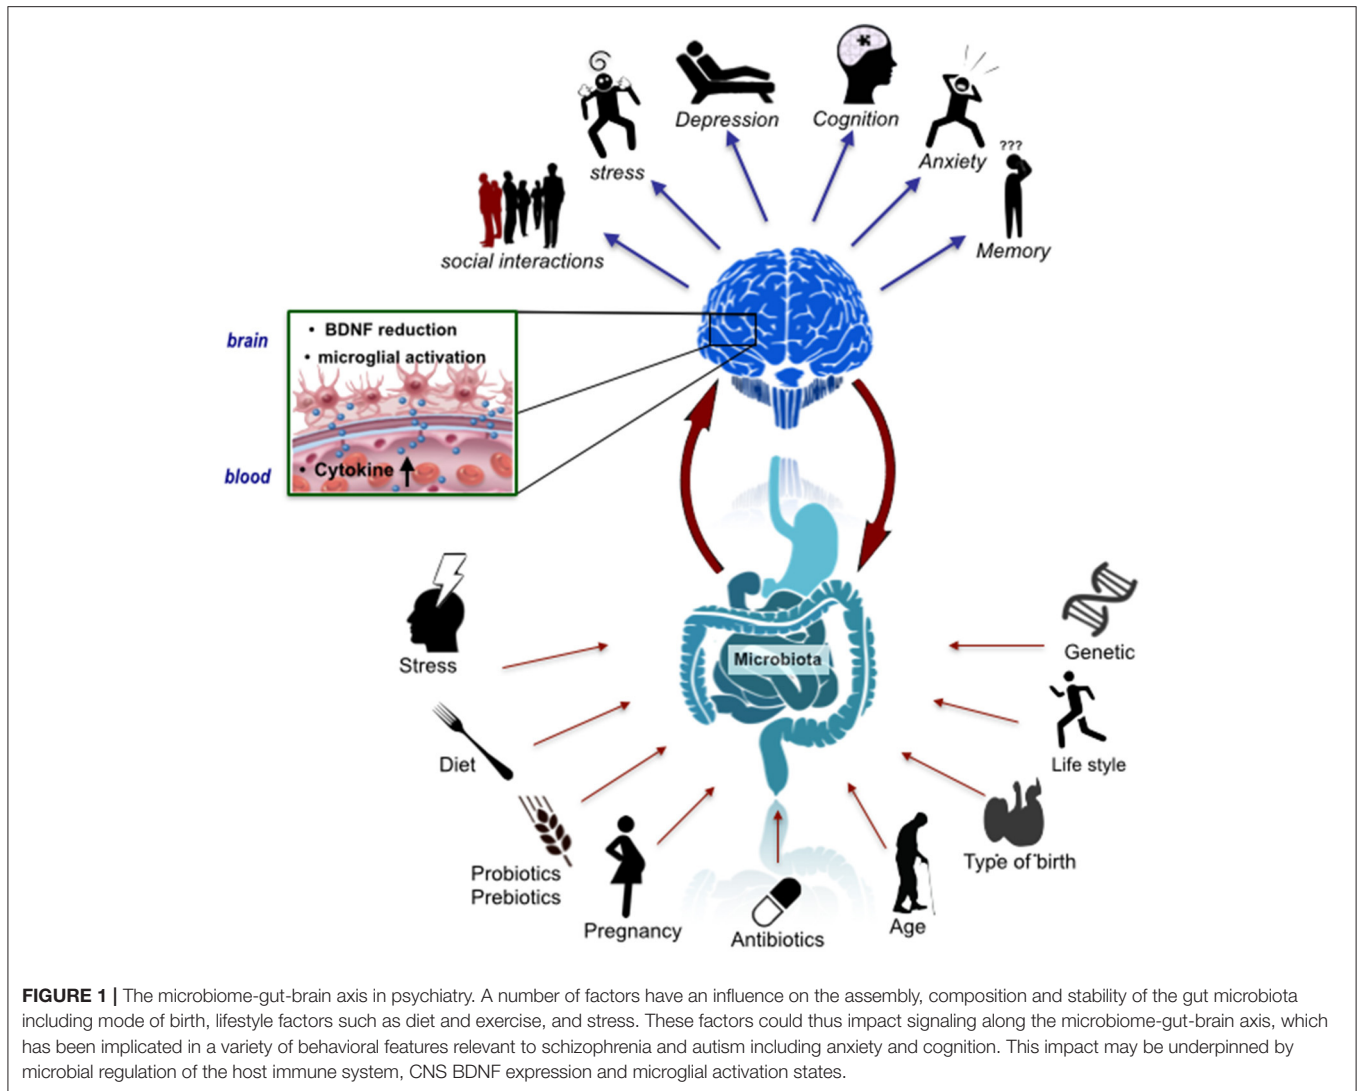 Depression
Cognition
stress
Anxiety
???
social interactions
Memory
brain
• BDNF reduction
• microglial activation
blood
• Cytokine
Stress
Microbiota
Genetic
Diet
Life style
Probiotics
Prebiotics
Type of birth
Pregnancy
Antibiotics
Age
FIGURE 1 | The microbiome-gut-brain axis in psychiatry. A number of factors have an influence on the assembly, composition and stability of the gut microbiota
including mode of birth, lifestyle factors such as diet and exercise, and stress. These factors could thus impact signaling along the microbiome-gut-brain axis, which
has been implicated in a variety of behavioral features relevant to schizophrenia and autism including anxiety and cognition. This impact may be underpinned by
microbial regulation of the host immune system, CNS BDNF expression and microglial activation states.